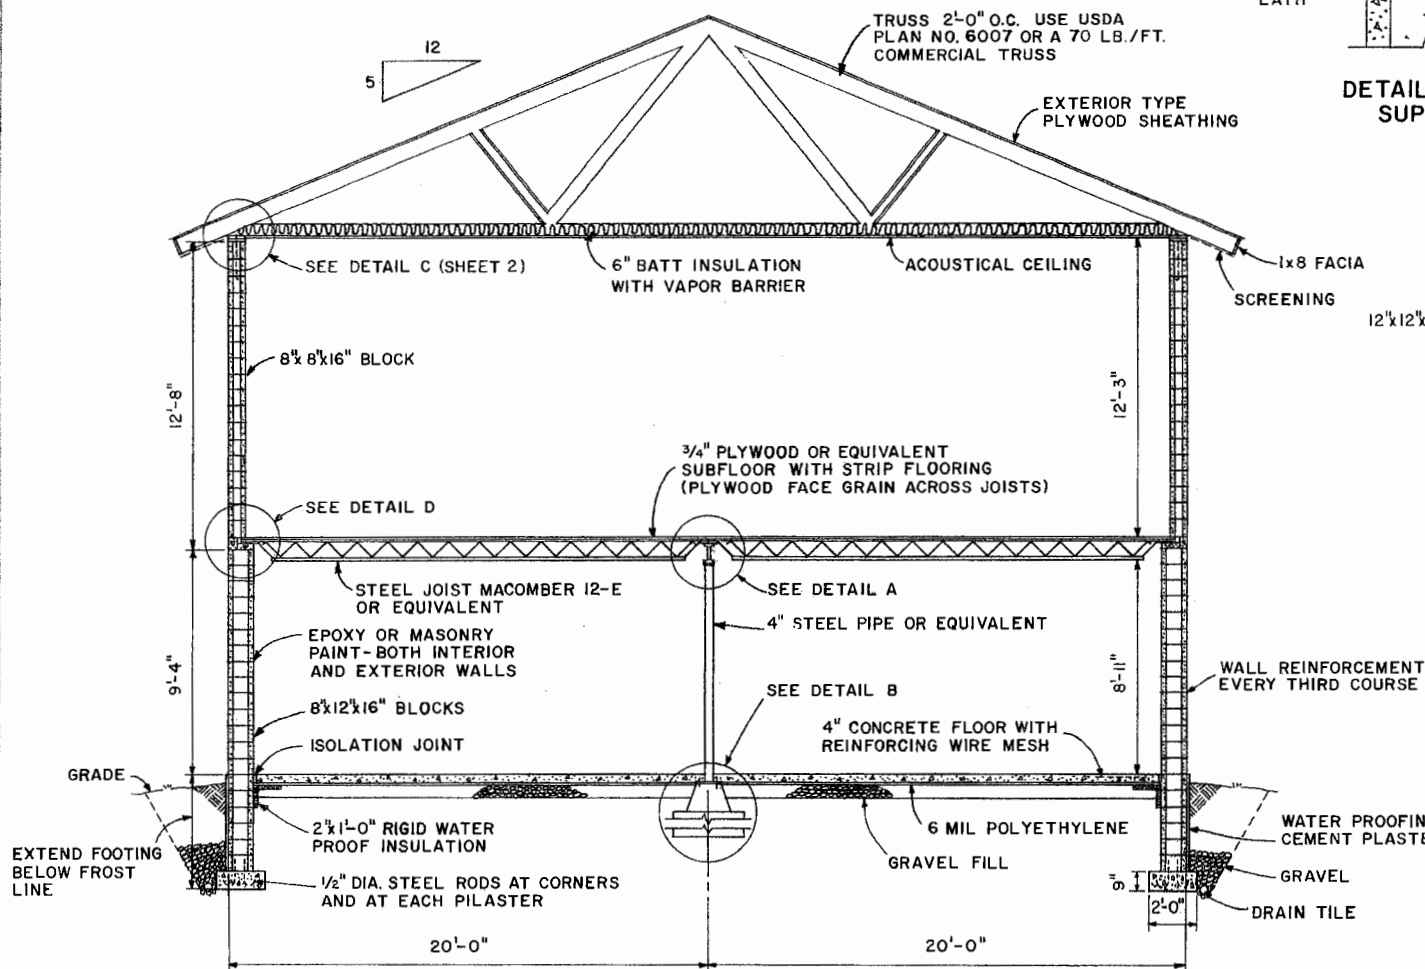 LATH
TRUSS 2'-0" O.C. USE USDA
PLAN NO. 6007 OR A 70 LB./FT.
COMMERCIAL TRUSS
12
5
DETAIL
SUP
EXTERIOR TYPE
PLYWOOD SHEATHING
SEE DETAIL C (SHEET 2)
6" BATT INSULATION
WITH VAPOR BARRIER
ACOUSTICAL CEILING
1x8 FACIA
SCREENING
12"x12"x
8"x 8"x16" BLOCK
12'-8"
12'-3"
3/4" PLYWOOD OR EQUIVALENT
SUBFLOOR WITH STRIP FLOORING
(PLYWOOD FACE GRAIN ACROSS JOISTS)
SEE DETAIL D
STEEL JOIST MACOMBER 12-E
OR EQUIVALENT
SEE DETAIL A
4" STEEL PIPE OR EQUIVALENT
EPOXY OR MASONRY
PAINT-BOTH INTERIOR
AND EXTERIOR WALLS
9'-4"
8'-11"
WALL REINFORCEMENT
EVERY THIRD COURSE
SEE DETAIL B
8"x12"x16" BLOCKS
4" CONCRETE FLOOR WITH
REINFORCING WIRE MESH
ISOLATION JOINT
GRADE
2"x1'-0" RIGID WATER
PROOF INSULATION
6 MIL POLYETHYLENE
WATER PROOFIN
CEMENT PLAST
EXTEND FOOTING
BELOW FROST
LINE
GRAVEL FILL
1/2" DIA. STEEL RODS AT CORNERS
AND AT EACH PILASTER
9"
GRAVEL
2'-0"
DRAIN TILE
20'-0"
20'-0"